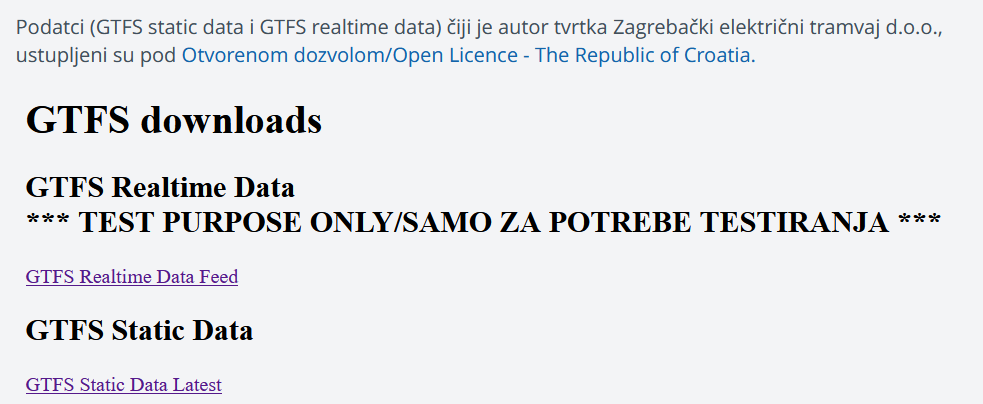 Podatci (GTFS static data i GTFS realtime data) čiji je autor tvrtka Zagrebački električni tramvaj d.o.o.,
ustupljeni su pod Otvorenom dozvolom/Open Licence - The Republic of Croatia.
GTFS downloads
GTFS Realtime Data
*** TEST PURPOSE ONLY/SAMO ZA POTREBE TESTIRANJA ***
GTFS Realtime Data Feed
GTFS Static Data
GTFS Static Data Latest